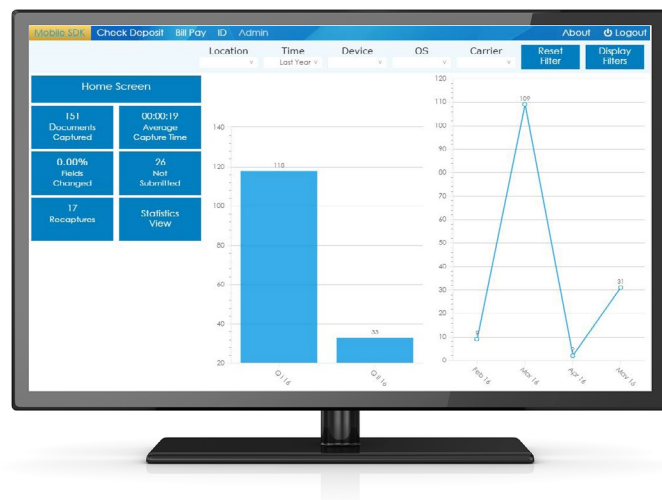 Mobile SDK Check Deposit Bill Pay ID Admin About Logout
Location Time Device OS Carrier Reset Filter Display Filters
Last Year
Home Screen
151 Documents Captured
00:00:19 Average Capture Time
0.00% Fields Changed
26 Not Submitted
17 Recaptures
Statistics View
140
120
100
80
60
40
20
118
33
Q I 16
Q II 16
120
110
100
90
80
70
60
50
40
30
20
10
0
109
31
Feb 16
Mar 16
Apr 16
May 16